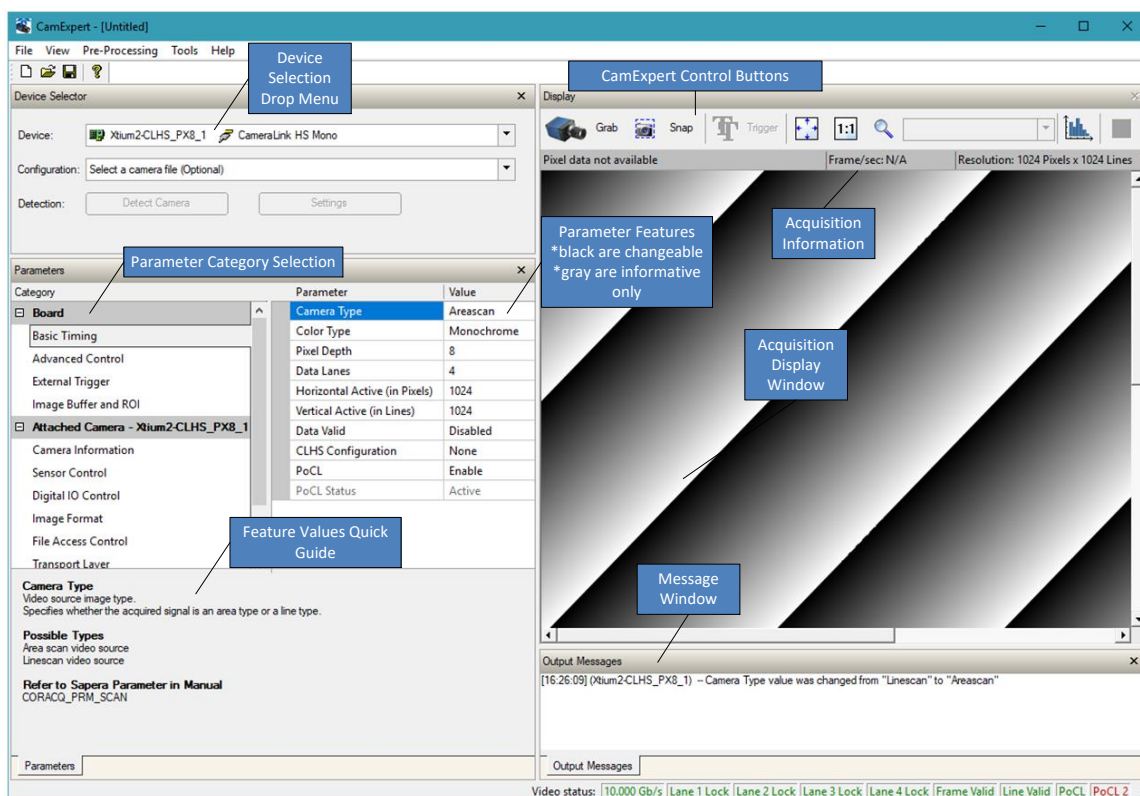 CamExpert - [Untitled]
File View Pre-Processing Tools Help
Device
Selection
Drop Menu
CamExpert Control Buttons
Device Selector
Device: Xtium2-CLHS_PX8_1 CameraLink HS Mono
Configuration: Select a camera file (Optional)
Detection: Detect Camera Settings
Display
Grab Snap Trigger 1:1
Pixel data not available Frame/sec: N/A Resolution: 1024 Pixels x 1024 Lines
Parameter Category Selection
Parameter Features
*black are changeable
*gray are informative
only
Acquisition
Information
Parameters
Category Parameter Value
Board
Basic Timing
Advanced Control
External Trigger
Image Buffer and ROI
Attached Camera - Xtium2-CLHS_PX8_1
Camera Information
Sensor Control
Digital IO Control
Image Format
File Access Control
Transport Layer
Camera Type Areascan
Color Type Monochrome
Pixel Depth 8
Data Lanes 4
Horizontal Active (in Pixels) 1024
Vertical Active (in Lines) 1024
Data Valid Disabled
CLHS Configuration None
PoCL Enable
PoCL Status Active
Acquisition
Display
Window
Feature Values Quick
Guide
Camera Type
Video source image type.
Specifies whether the acquired signal is an area type or a line type.
Possible Types
Area scan video source
Linescan video source
Refer to Sapera Parameter in Manual
CORACQ_PRM_SCAN
Parameters
Message
Window
Output Messages
[16:26:09] (Xtium2-CLHS_PX8_1) -- Camera Type value was changed from "Linescan" to "Areascan"
Output Messages
Video status: 10.000 Gb/s Lane 1 Lock Lane 2 Lock Lane 3 Lock Lane 4 Lock Frame Valid Line Valid PoCL PoCL 2